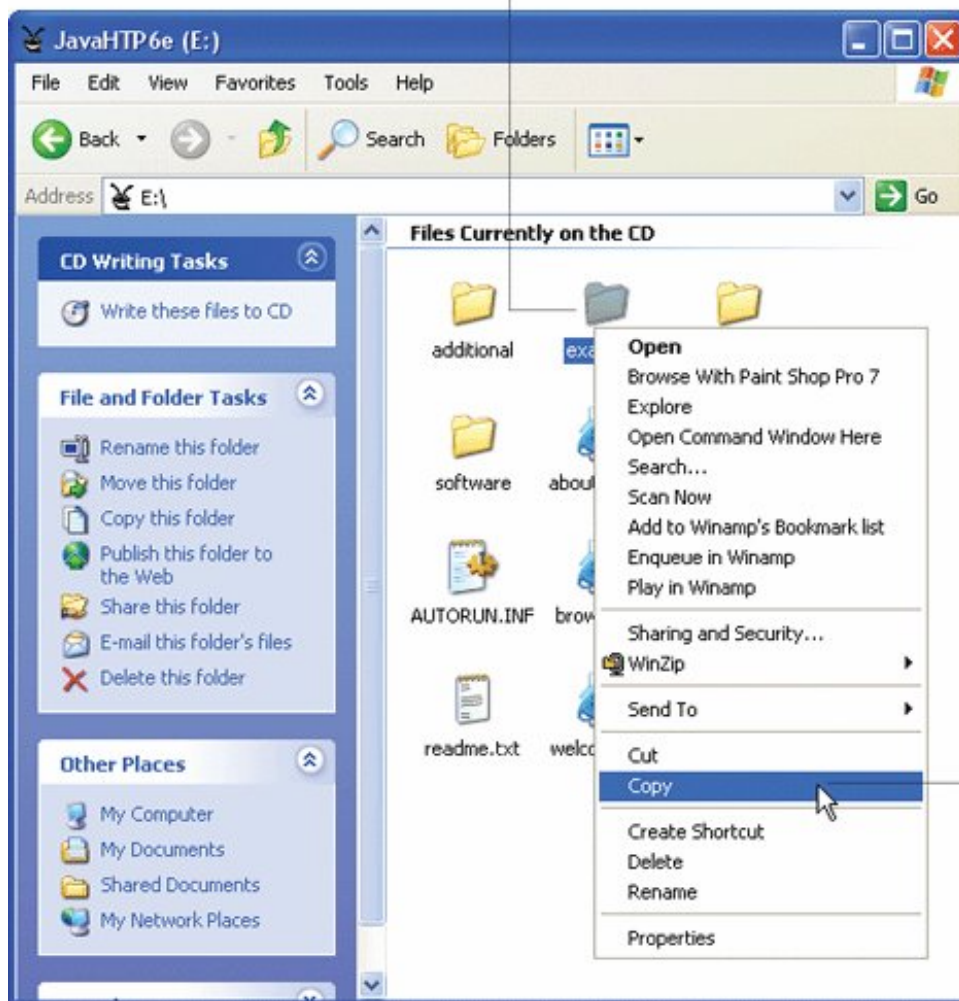 JavaHTP6e (E:)
File Edit View Favorites Tools Help
Back Search Folders
Address E:\ Go
CD Writing Tasks
Write these files to CD
File and Folder Tasks
Rename this folder
Move this folder
Copy this folder
Publish this folder to
the Web
Share this folder
E-mail this folder's files
Delete this folder
Other Places
My Computer
My Documents
Shared Documents
My Network Places
Files Currently on the CD
additional
software
AUTORUN.INF
readme.txt
Open
Browse With Paint Shop Pro 7
Explore
Open Command Window Here
Search...
Scan Now
Add to Winamp's Bookmark list
Enqueue in Winamp
Play in Winamp
Sharing and Security...
WinZip
Send To
Cut
Copy
Create Shortcut
Delete
Rename
Properties